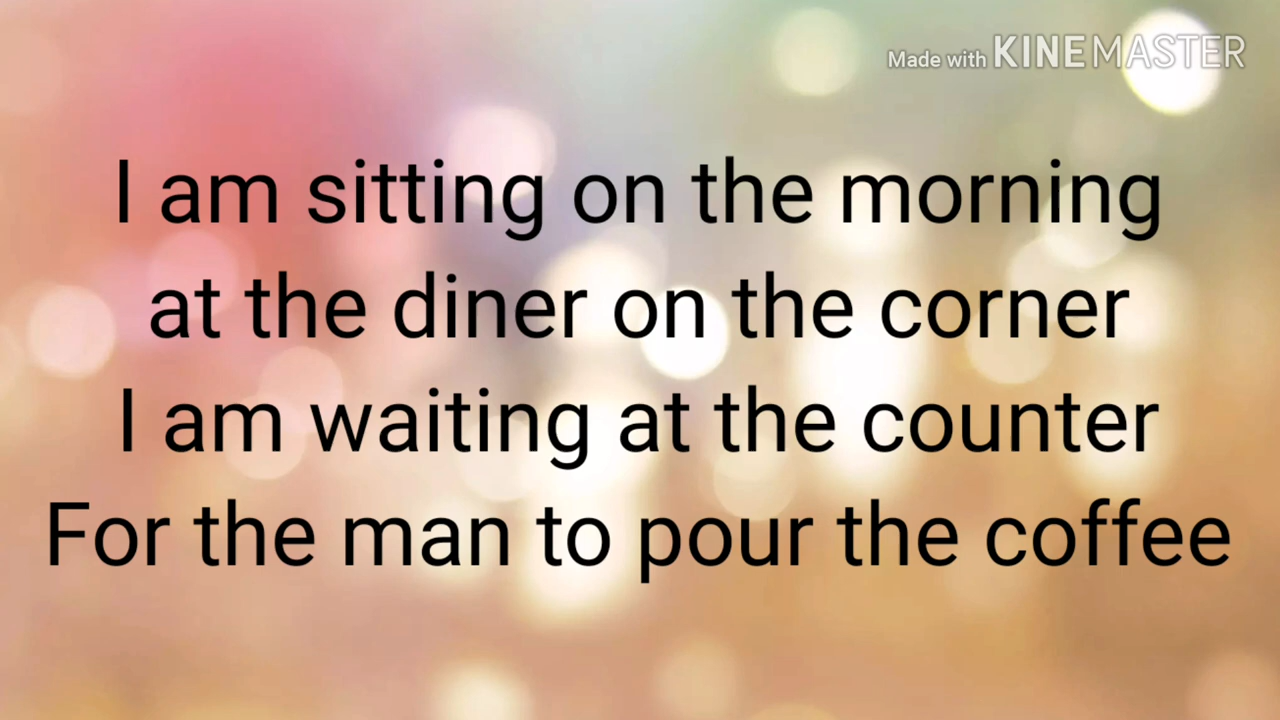 Made with KINEMASTER
I am sitting on the morning
at the diner on the corner
I am waiting at the counter
For the man to pour the coffee